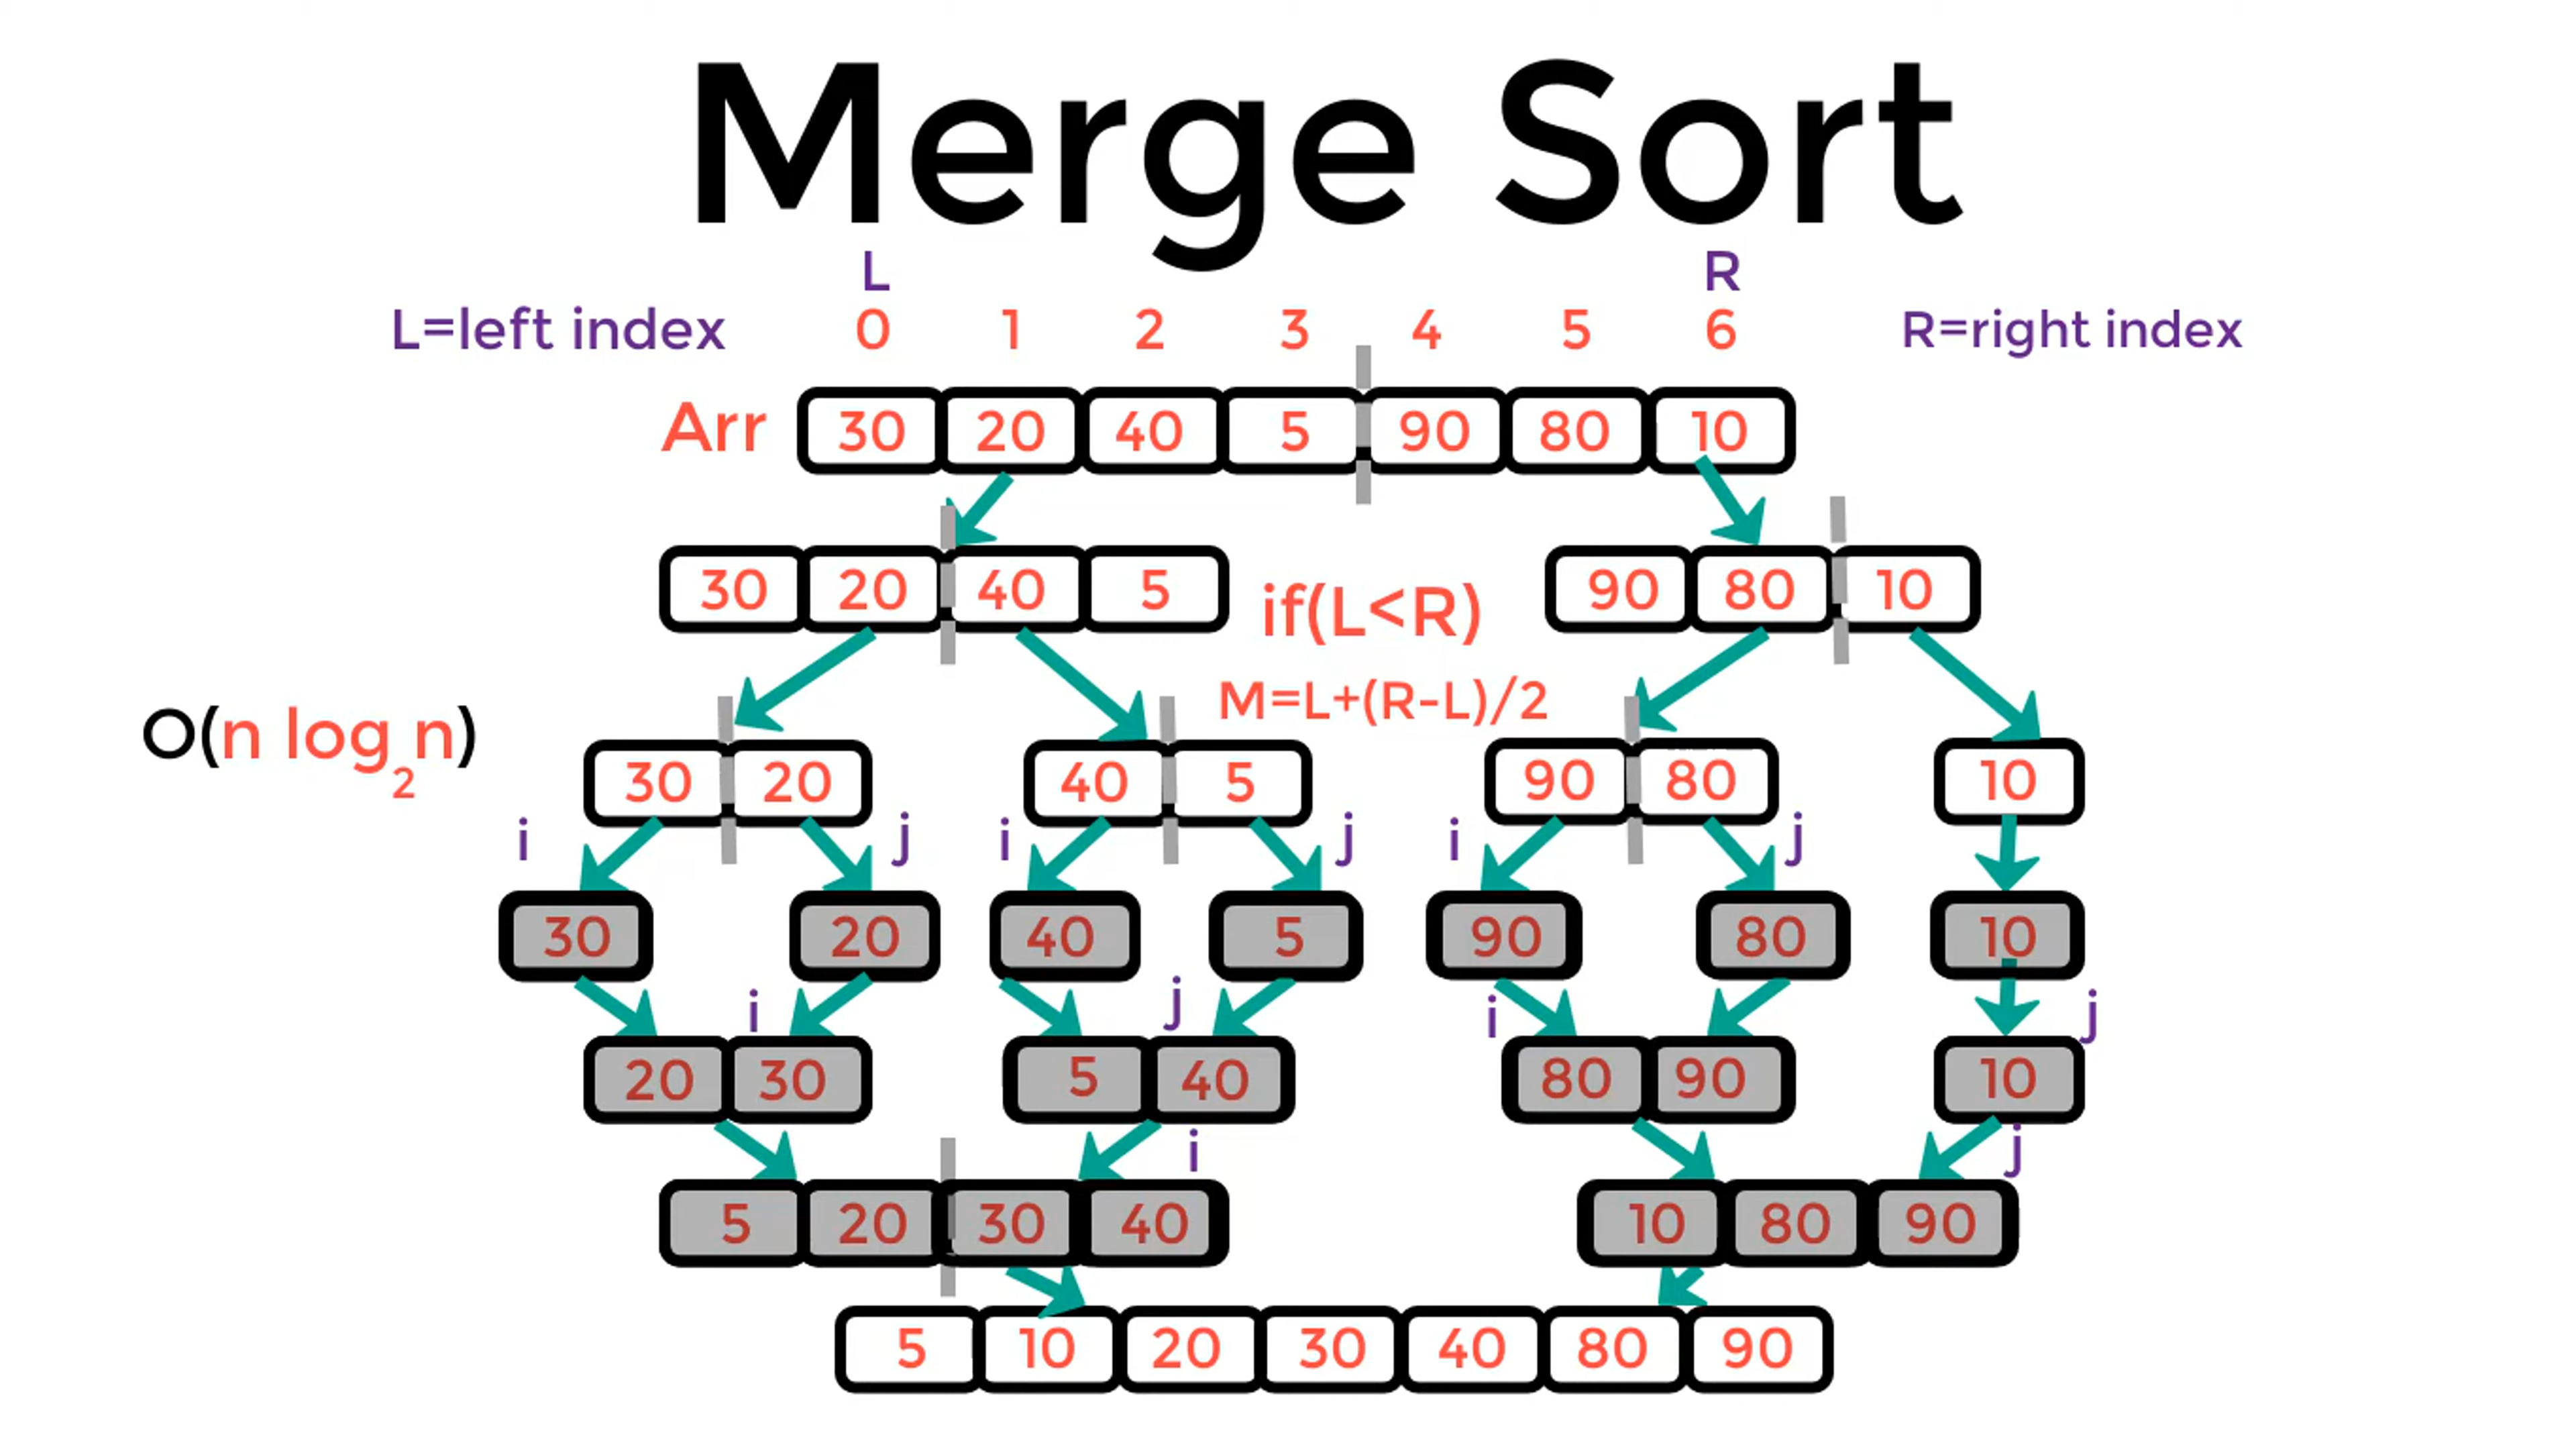 Merge Sort
L R
L=left index 0 1 2 3 4 5 6 R=right index
Arr 30 20 40 5 90 80 10
30 20 40 5 if(L<R) 90 80 10
M=L+(R-L)/2
O(n log₂n)
30 20 40 5 90 80 10
i j i j i j
30 20 40 5 90 80 10
i j i j
20 30 5 40 80 90 10
i j
5 20 30 40 10 80 90
5 10 20 30 40 80 90